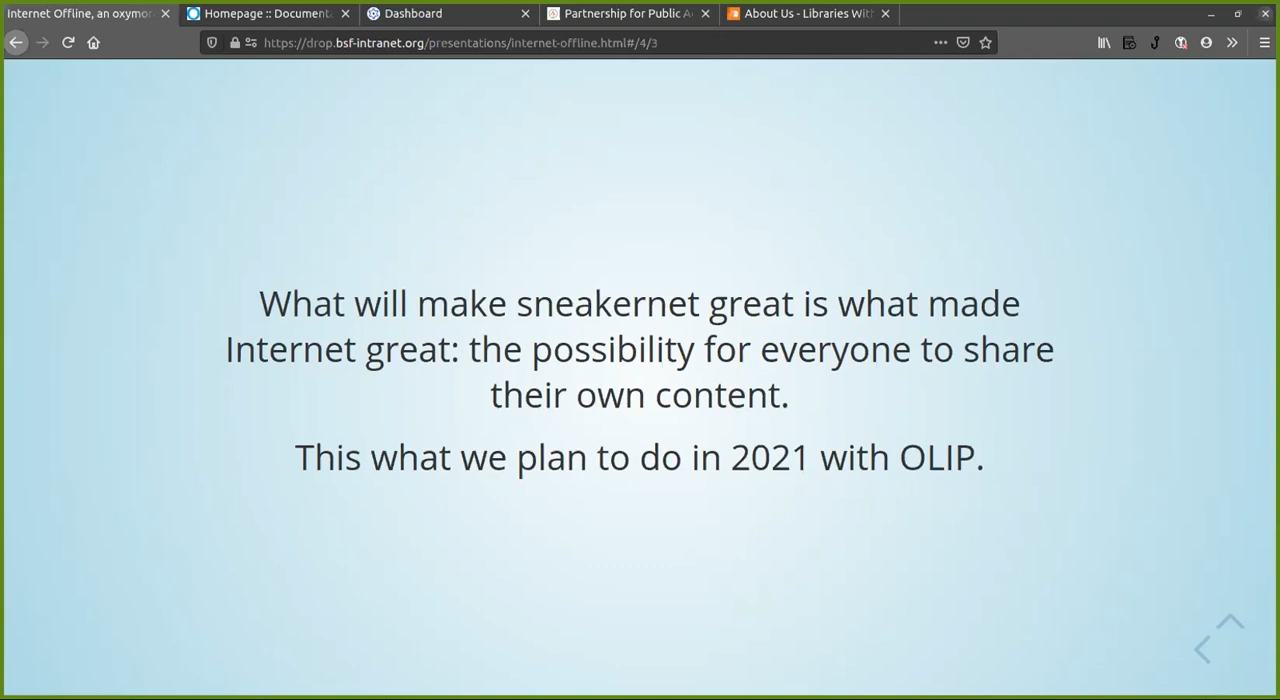 Internet Offline, an oxymor
Homepage :: Documenta
Dashboard
Partnership for Public A
About Us - Libraries With
https://drop.bsf-intranet.org/presentations/internet-offline.html#/4/3
What will make sneakernet great is what made
Internet great: the possibility for everyone to share
their own content.
This what we plan to do in 2021 with OLIP.